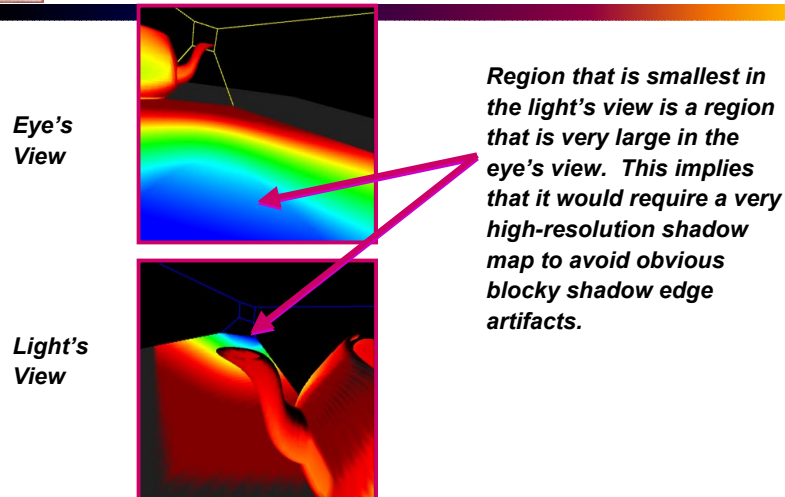 Eye's
View
Region that is smallest in
the light's view is a region
that is very large in the
eye's view.  This implies
that it would require a very
high-resolution shadow
map to avoid obvious
blocky shadow edge
artifacts.
Light's
View